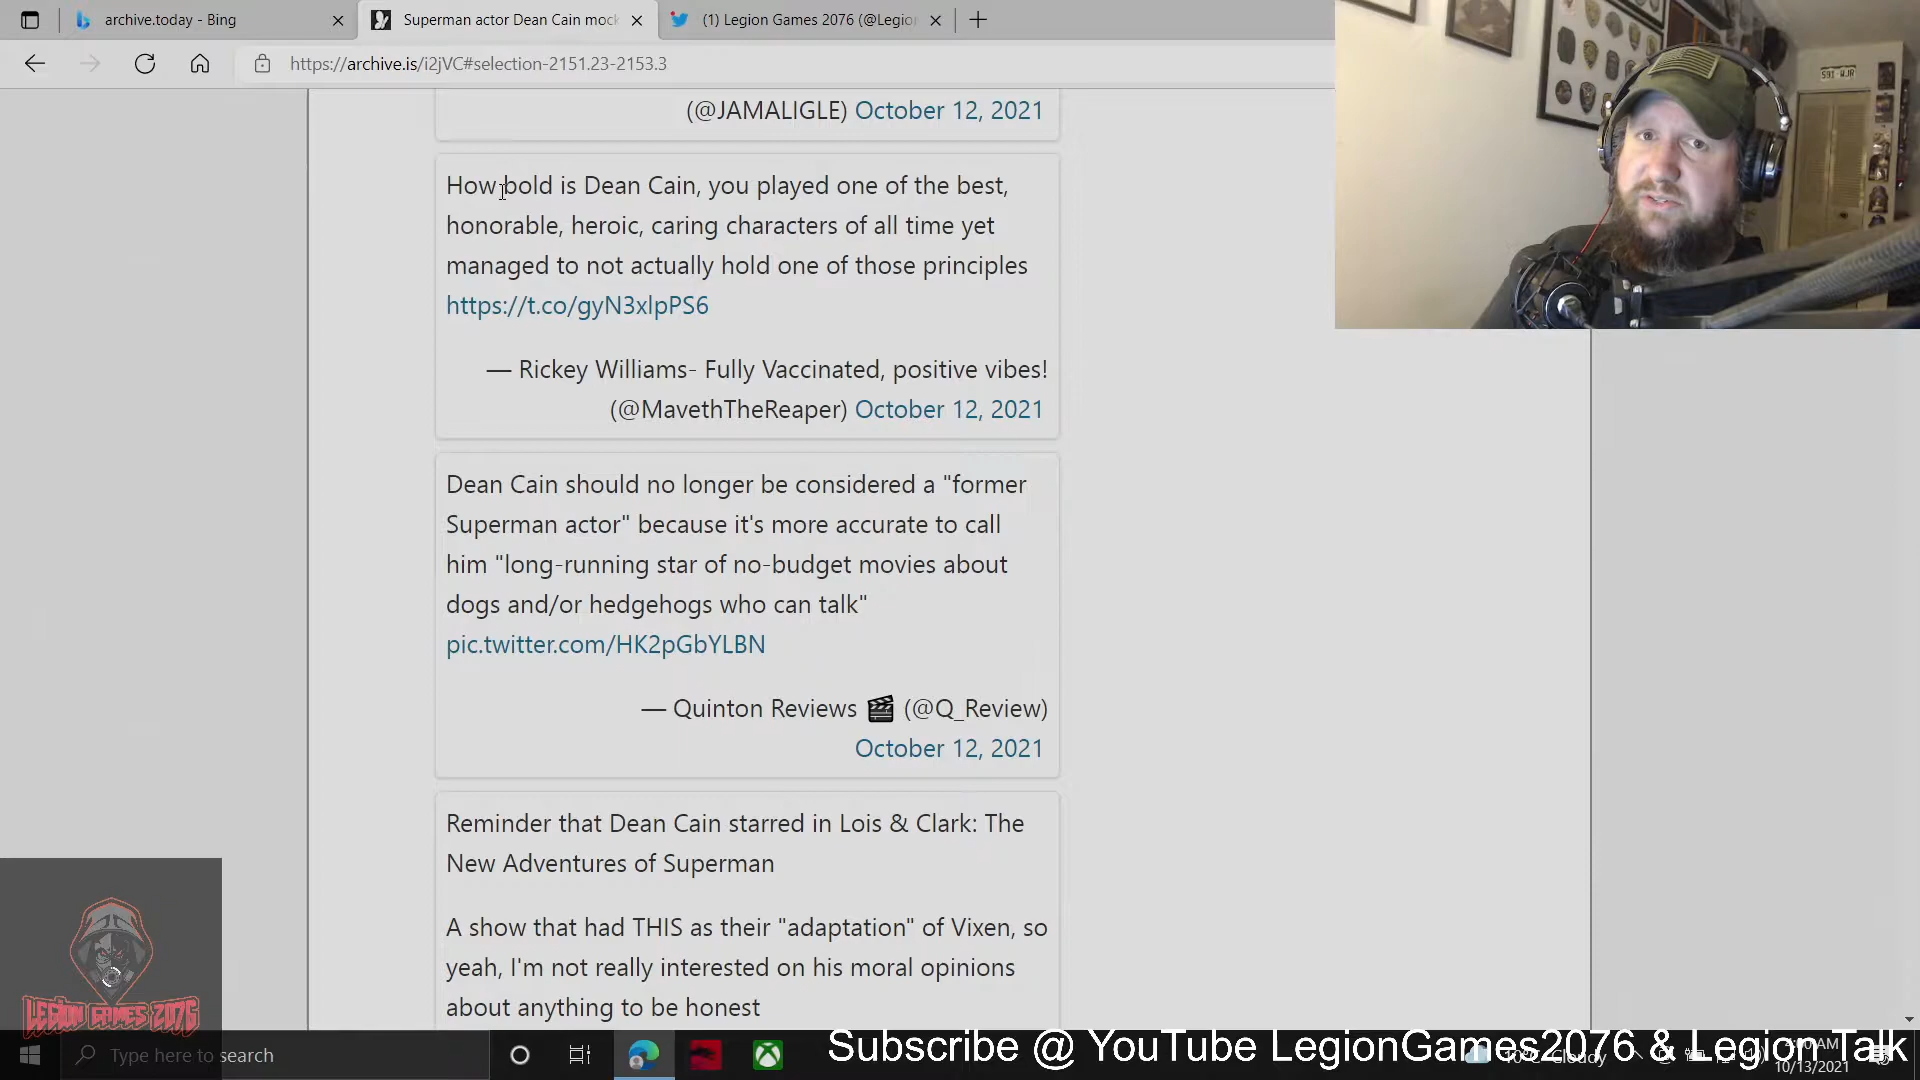 archive.today - Bing
Superman actor Dean Cain mock
(1) Legion Games 2076 (@Legio
https://archive.is/i2jVC#selection-2151.23-2153.3
(@JAMALIGLE) October 12, 2021
How bold is Dean Cain, you played one of the best,
honorable, heroic, caring characters of all time yet
managed to not actually hold one of those principles
https://t.co/gyN3xlpPS6
— Rickey Williams- Fully Vaccinated, positive vibes!
(@MavethTheReaper) October 12, 2021
Dean Cain should no longer be considered a "former
Superman actor" because it's more accurate to call
him "long-running star of no-budget movies about
dogs and/or hedgehogs who can talk"
pic.twitter.com/HK2pGbYLBN
— Quinton Reviews 🎬 (@Q_Review)
October 12, 2021
Reminder that Dean Cain starred in Lois & Clark: The
New Adventures of Superman
A show that had THIS as their "adaptation" of Vixen, so
yeah, I'm not really interested on his moral opinions
about anything to be honest
LEGION GAMES 2076
Type here to search
Subscribe @ YouTube LegionGames2076 & Legion Talk
10°C Cloudy
4:00 AM
10/13/2021